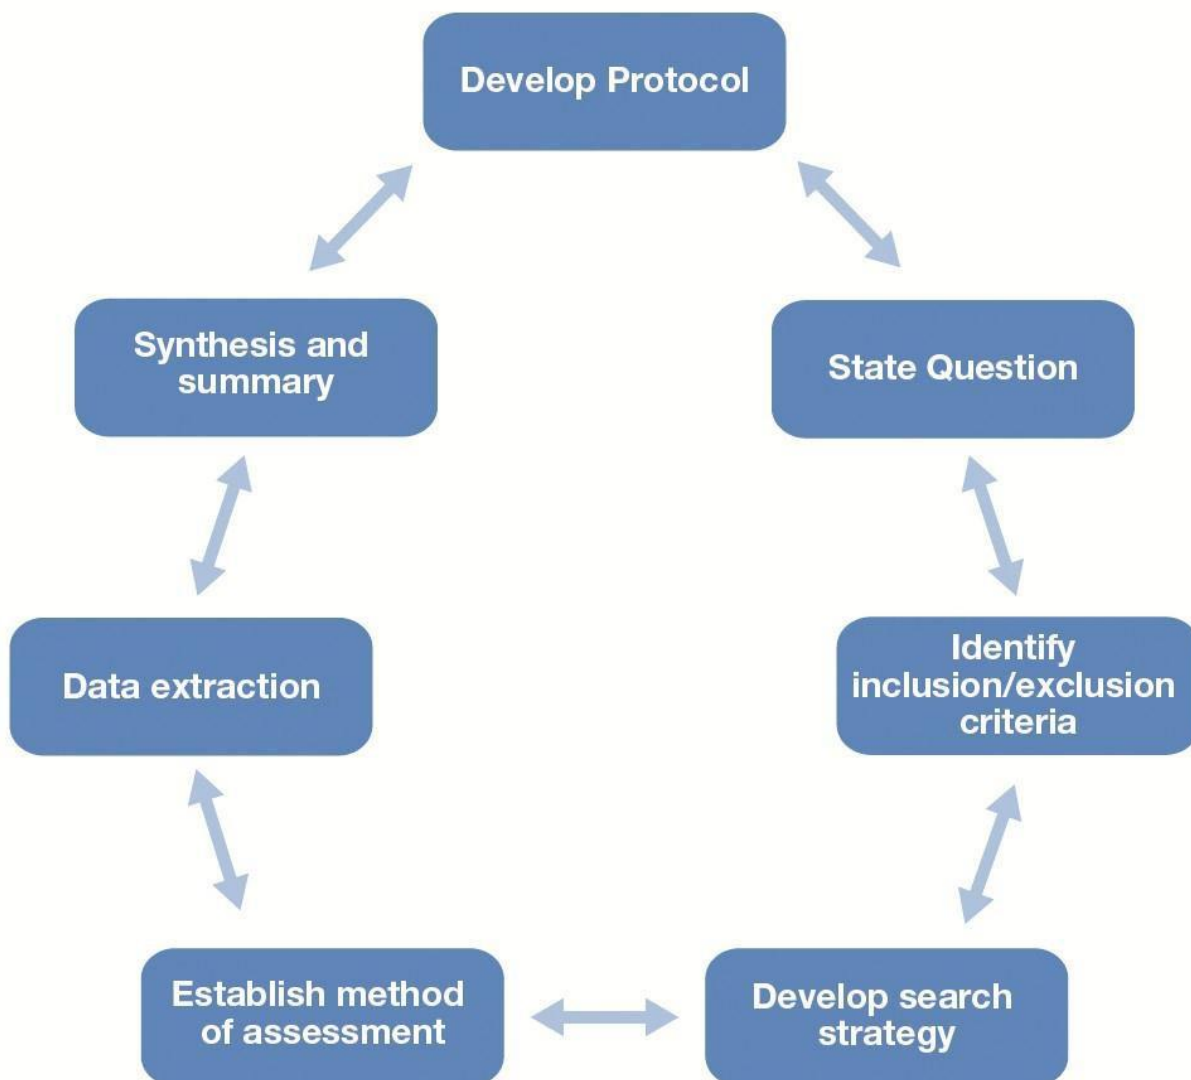 Develop Protocol
State Question
Identify
inclusion/exclusion
criteria
Develop search
strategy
Establish method
of assessment
Data extraction
Synthesis and
summary